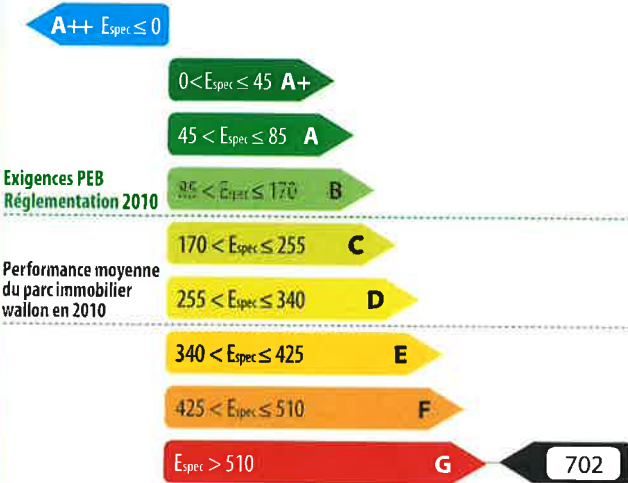 A++ Espec ≤ 0
0 < Espec ≤ 45 A+
45 < Espec ≤ 85 A
Exigences PEB
Réglementation 2010
85 < Espec ≤ 170 B
170 < Espec ≤ 255 C
Performance moyenne
du parc immobilier
wallon en 2010
255 < Espec ≤ 340 D
340 < Espec ≤ 425 E
425 < Espec ≤ 510 F
Espec > 510 G
702